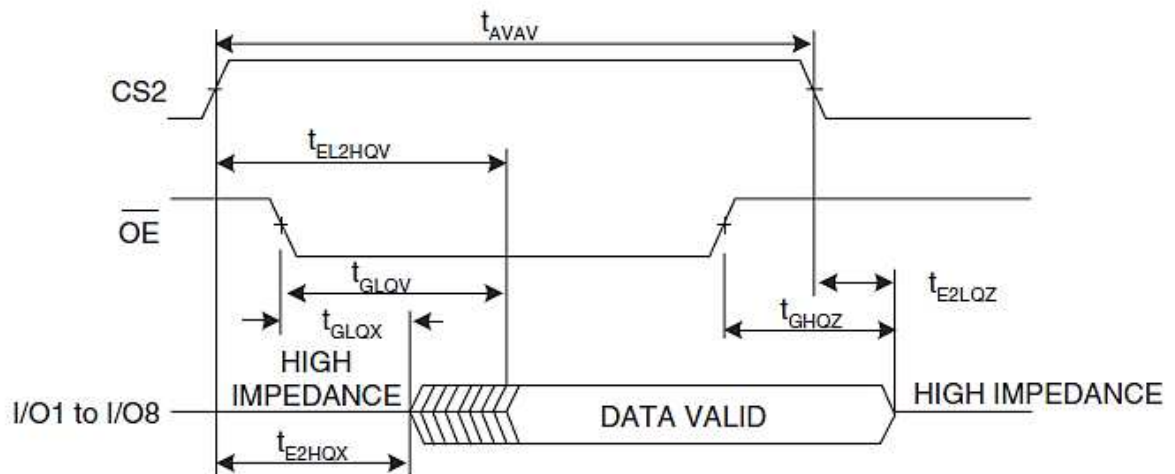 tAVAV
CS2
tEL2HQV
OE
tGLQV
tE2LQZ
tGLQX
tGHQZ
HIGH
IMPEDANCE
HIGH IMPEDANCE
I/O1 to I/O8
DATA VALID
tE2HQX